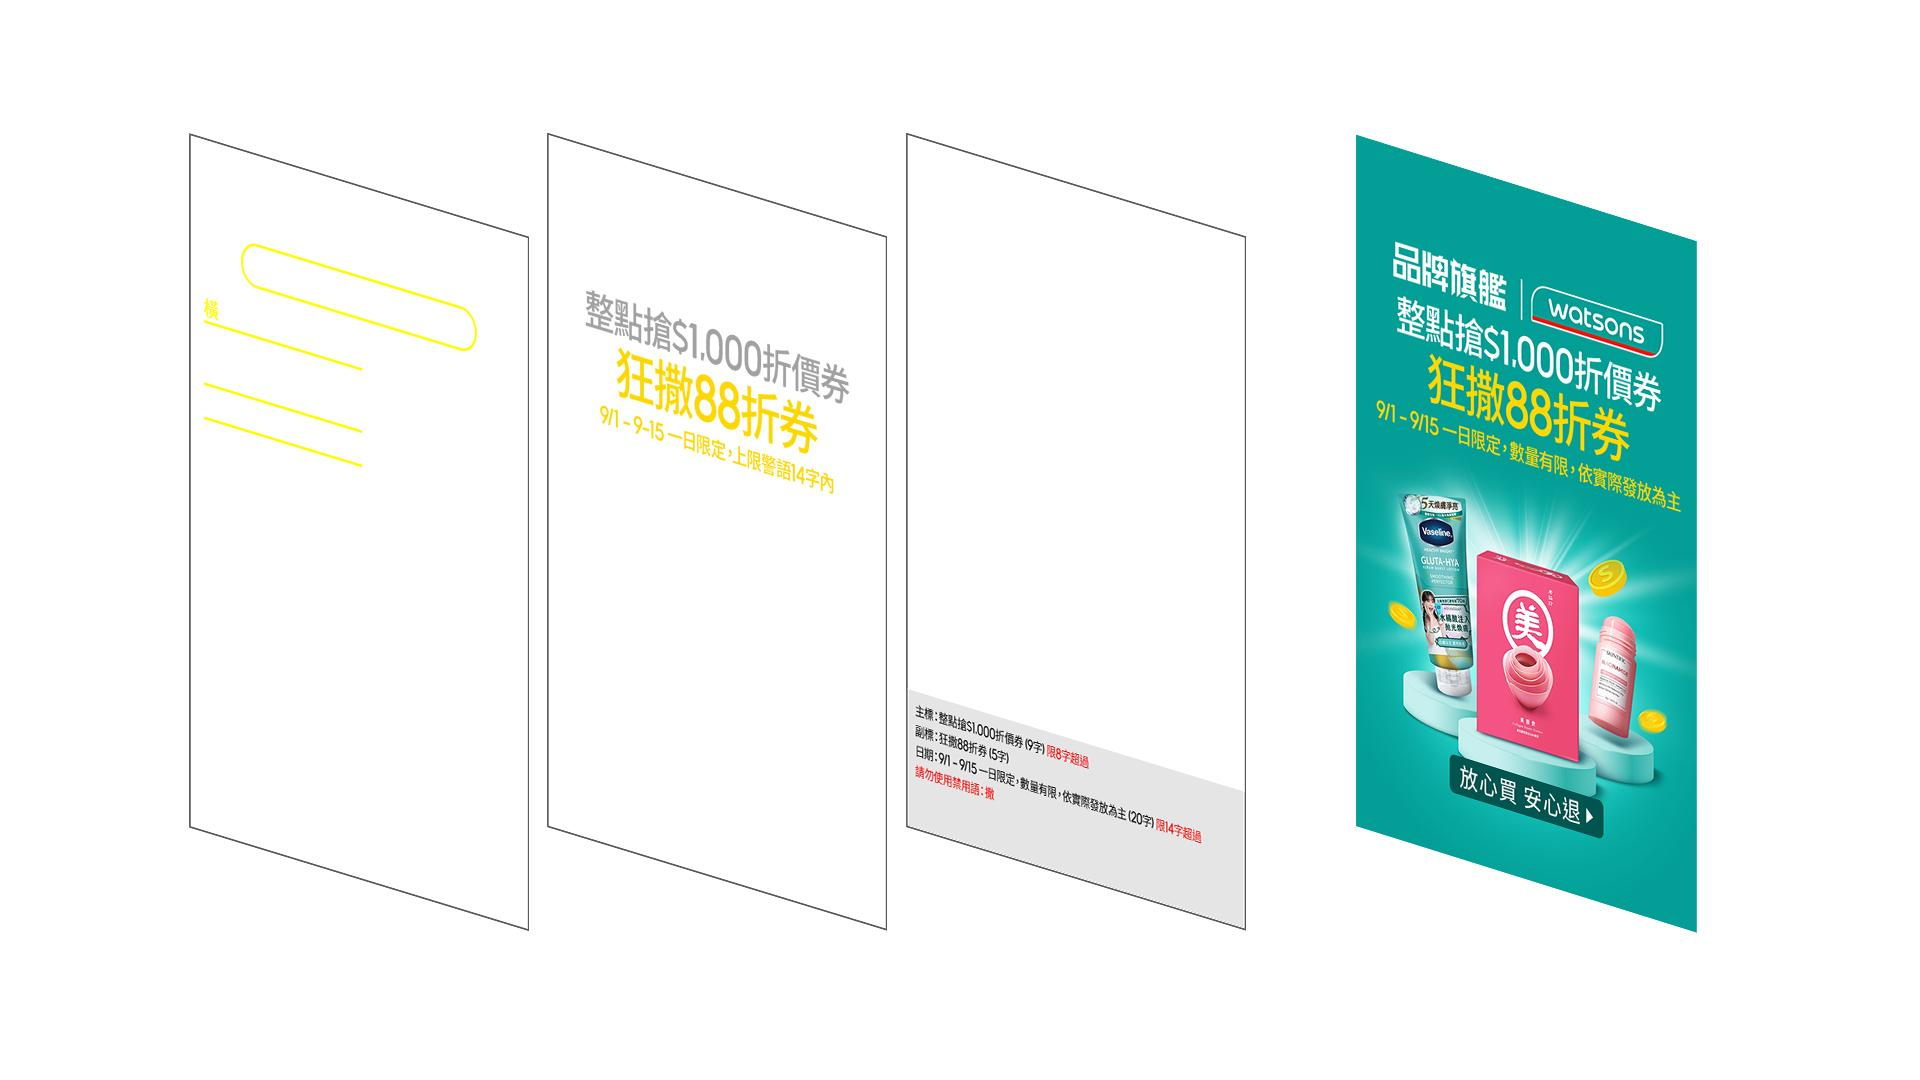 橫
整點搶$1,000折價券
狂撒88折券
9/1 - 9-15 一日限定，上限警語14字內
主標：整點搶$1,000折價券 (9字) 限8字超過
副標：狂撒88折券 (5字)
日期：9/1 - 9/15 一日限定，數量有限，依實際發放為主 (20字) 限14字超過
請勿使用禁用語：撒
品牌旗艦 watsons
整點搶$1,000折價券
狂撒88折券
9/1 - 9/15 一日限定，數量有限，依實際發放為主
5天煥膚淨亮
Vaseline
HEALTHY BRIGHT
GLUTA-HYA
SERUM BURST LOTION
SMOOTHING
PERFECTOR
美
放心買 安心退